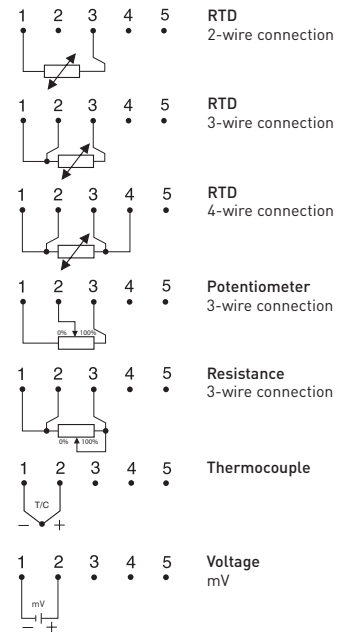 1 2 3 4 5 RTD
2-wire connection
1 2 3 4 5 RTD
3-wire connection
1 2 3 4 5 RTD
4-wire connection
1 2 3 4 5 Potentiometer
3-wire connection
0% 100%
1 2 3 4 5 Resistance
3-wire connection
0% 100%
1 2 3 4 5 Thermocouple
T/C
− +
1 2 3 4 5 Voltage
mV
mV
− +